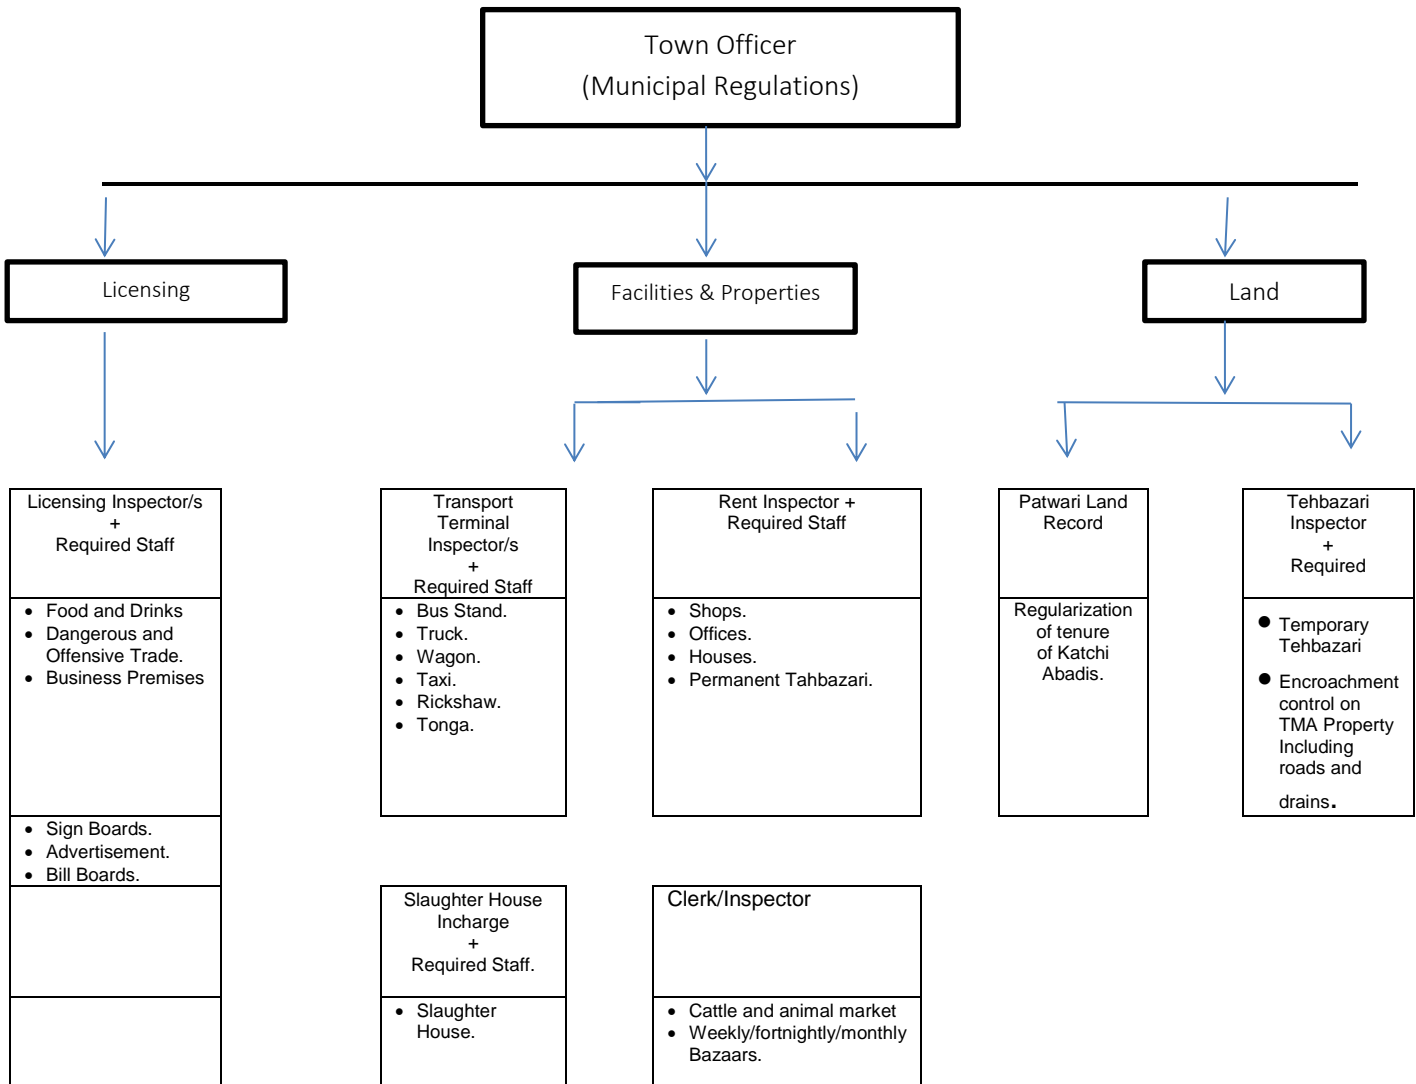 Town Officer
(Municipal Regulations)
Licensing
Facilities & Properties
Land
Licensing Inspector/s
+
Required Staff
• Food and Drinks
• Dangerous and
Offensive Trade.
• Business Premises
• Sign Boards.
• Advertisement.
• Bill Boards.
Transport
Terminal
Inspector/s
+
Required Staff
• Bus Stand.
• Truck.
• Wagon.
• Taxi.
• Rickshaw.
• Tonga.
Slaughter House
Incharge
+
Required Staff.
• Slaughter
House.
Rent Inspector +
Required Staff
• Shops.
• Offices.
• Houses.
• Permanent Tahbazari.
Clerk/Inspector
• Cattle and animal market
• Weekly/fortnightly/monthly
Bazaars.
Patwari Land
Record
Regularization
of tenure
of Katchi
Abadis.
Tehbazari
Inspector
+
Required
• Temporary
Tehbazari
• Encroachment
control on
TMA Property
Including
roads and
drains.